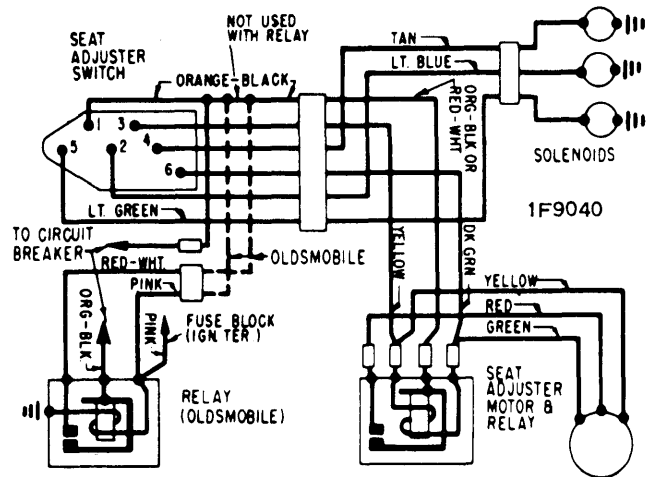 NOT USED
WITH RELAY
SEAT
ADJUSTER
SWITCH
ORANGE-BLACK
TAN
LT. BLUE
ORG-BLK OR
RED-WHT
1
3
4
5
2
6
SOLENOIDS
1F9040
LT. GREEN
TO CIRCUIT
BREAKER
RED-WHT.
PINK
OLDSMOBILE
YELLOW
DK GRN
YELLOW
RED
GREEN
ORG-BLK
PINK
FUSE BLOCK
(IGN TER)
RELAY
(OLDSMOBILE)
SEAT
ADJUSTER
MOTOR &
RELAY